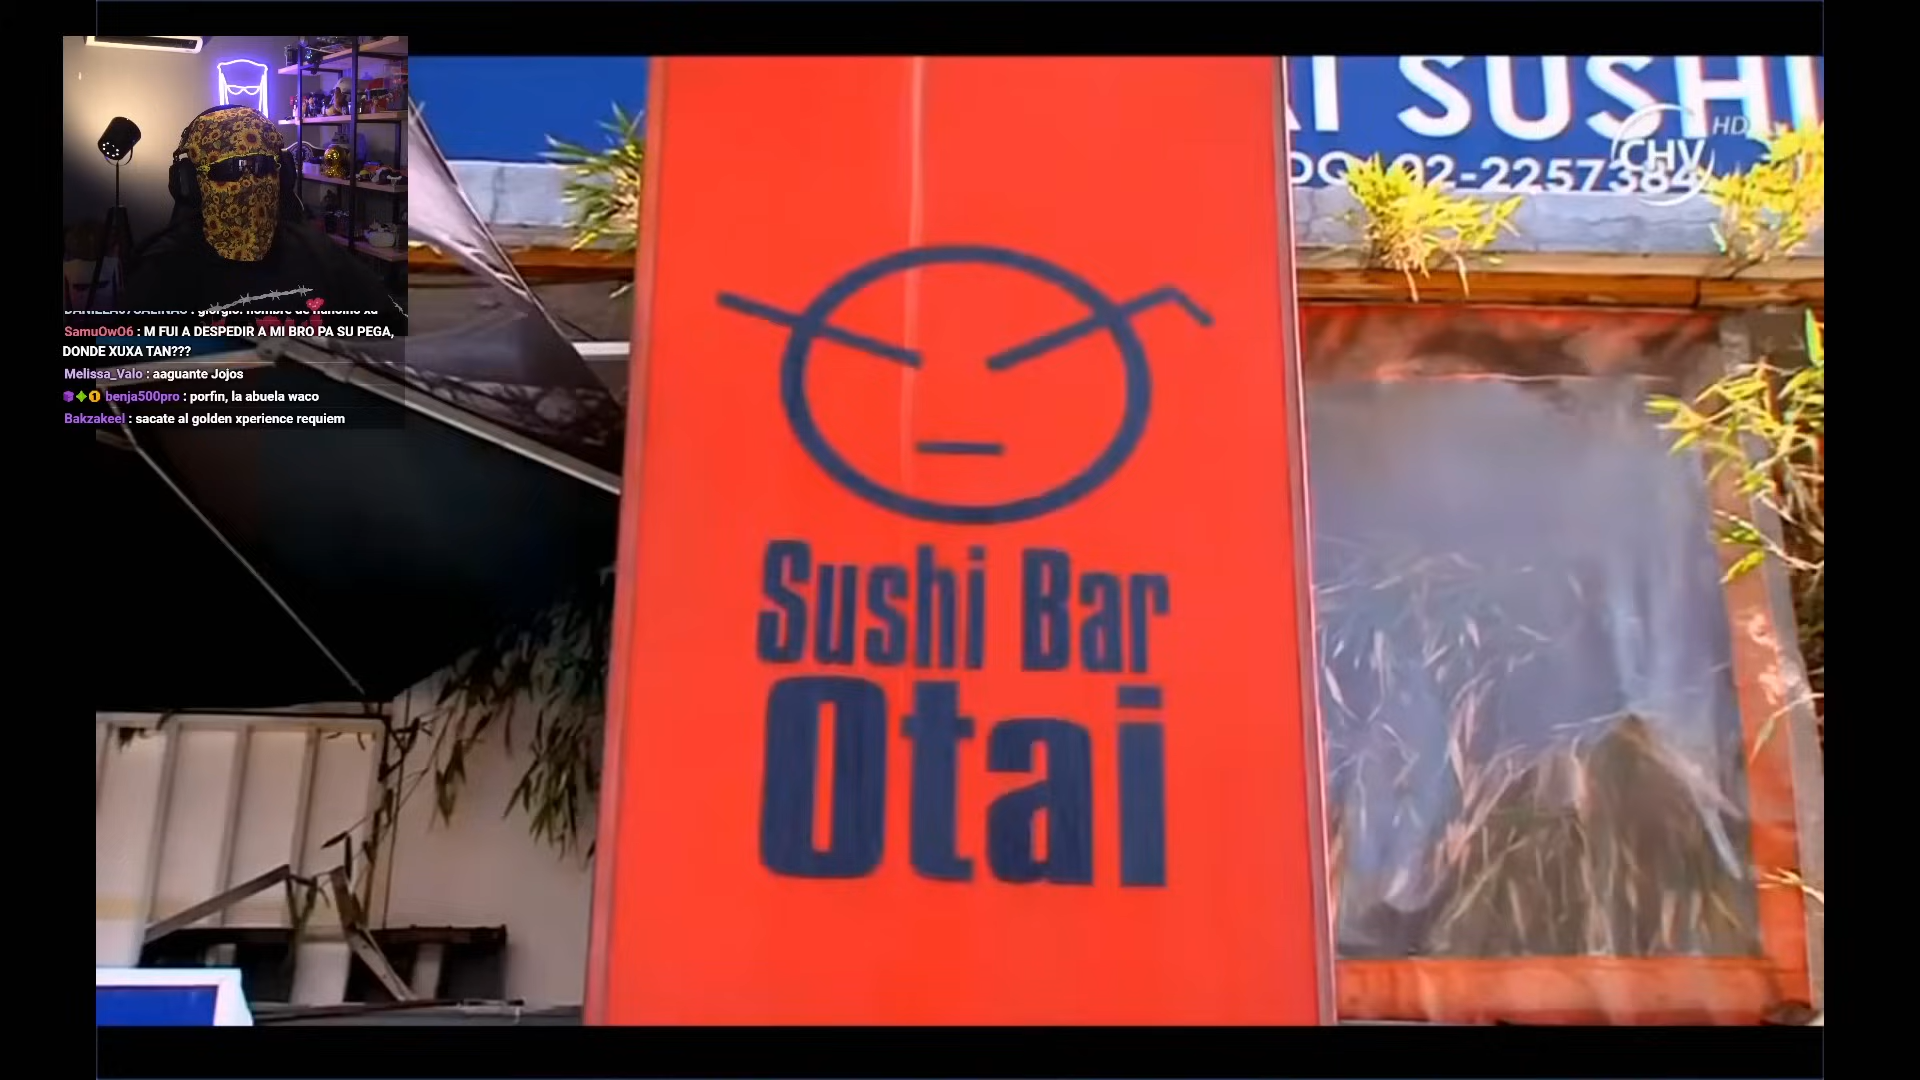 SamuOwO6 : M FUI A DESPEDIR A MI BRO PA SU PEGA,
DONDE XUXA TAN???
Melissa_Valo : aaguante Jojos
benja500pro : porfin, la abuela waco
Bakzakeel : sacate al golden xperience requiem
SUSHI
02-2257384
HD
CHV
Sushi Bar
Otai